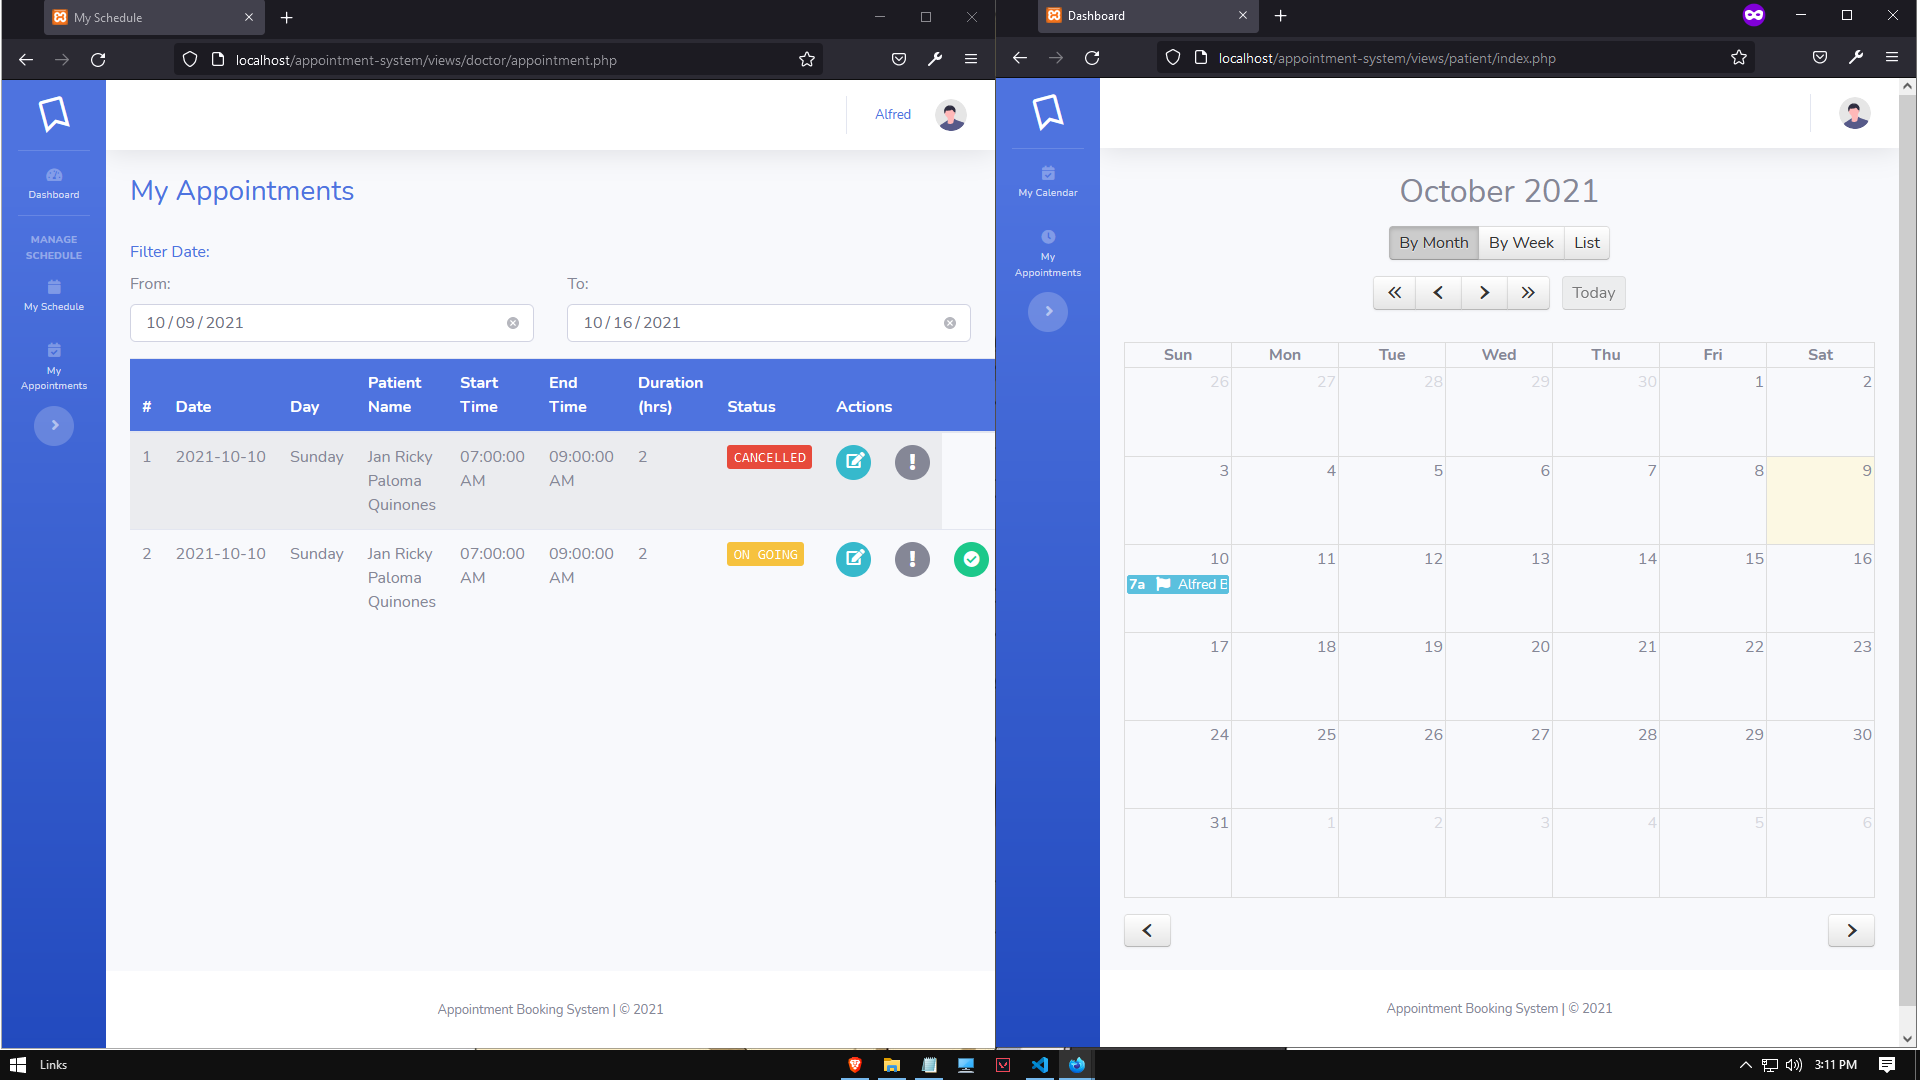 My Schedule
localhost/appointment-system/views/doctor/appointment.php
Alfred
Dashboard
MANAGE
SCHEDULE
My Schedule
My
Appointments
My Appointments
Filter Date:
From:
To:
10/09/2021
10/16/2021
# Date Day Patient Name Start Time End Time Duration (hrs) Status Actions
1 2021-10-10 Sunday Jan Ricky 07:00:00 09:00:00 2 CANCELLED
Paloma AM AM
Quinones
2 2021-10-10 Sunday Jan Ricky 07:00:00 09:00:00 2 ON GOING
Paloma AM AM
Quinones
Appointment Booking System | © 2021
Dashboard
localhost/appointment-system/views/patient/index.php
My Calendar
My
Appointments
October 2021
By Month By Week List
Today
Sun Mon Tue Wed Thu Fri Sat
26 27 28 29 30 1 2
3 4 5 6 7 8 9
10 11 12 13 14 15 16
7a Alfred B
17 18 19 20 21 22 23
24 25 26 27 28 29 30
31 1 2 3 4 5 6
Appointment Booking System | © 2021
Links
3:11 PM